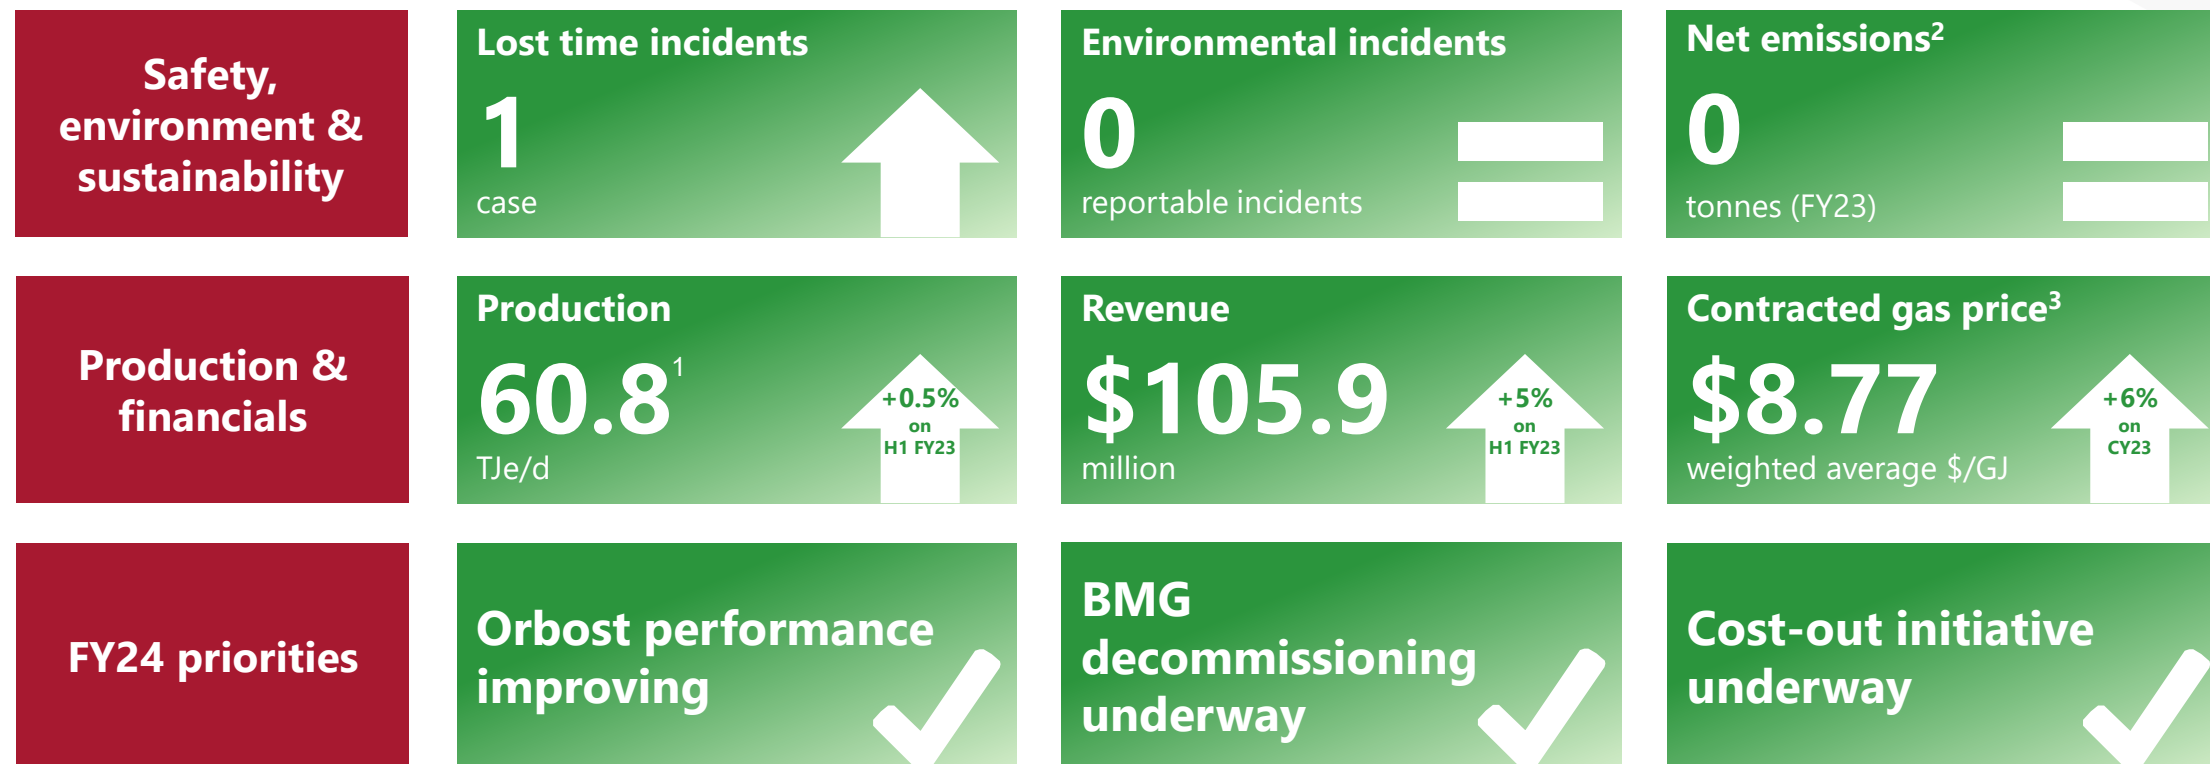 Safety,
environment &
sustainability
Lost time incidents
1
case
Environmental incidents
0
reportable incidents
Net emissions²
0
tonnes (FY23)
Production &
financials
Production
60.8¹
TJe/d
+0.5%
on
H1 FY23
Revenue
$105.9
million
+5%
on
H1 FY23
Contracted gas price³
$8.77
weighted average $/GJ
+6%
on
CY23
FY24 priorities
Orbost performance
improving
BMG
decommissioning
underway
Cost-out initiative
underway